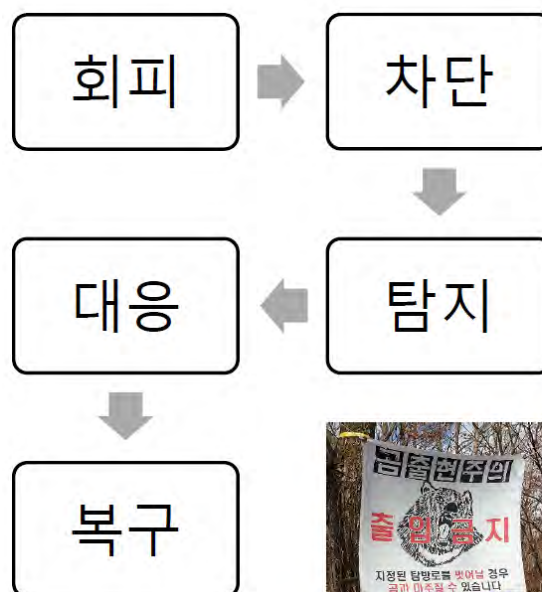 회피
차단
탐지
대응
복구
곰출현주의
출입금지
지정된 탐방로를 벗어날 경우
곰과 마주칠 수 있습니다